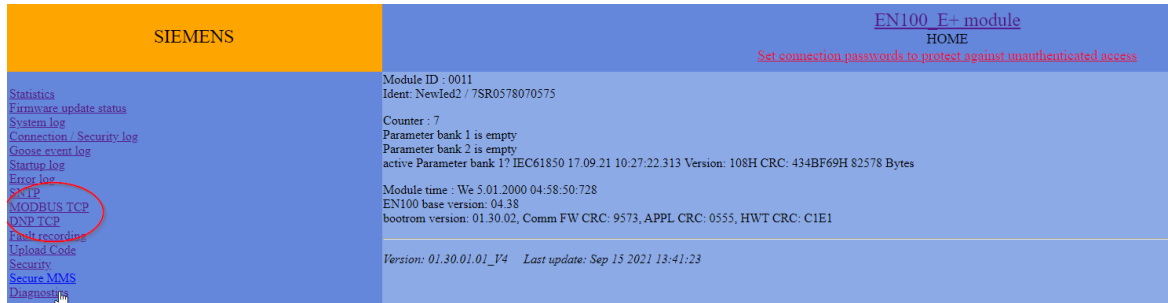 SIEMENS
EN100_E+ module
HOME
Set connection passwords to protect against unauthenticated access
Statistics
Firmware update status
System log
Connection / Security log
Goose event log
Startup log
Error log
SNTP
MODBUS TCP
DNP TCP
Fault recording
Upload Code
Security
Secure MMS
Diagnostics
Module ID : 0011
Ident: NewIed2 / 7SR0578070575
Counter : 7
Parameter bank 1 is empty
Parameter bank 2 is empty
active Parameter bank 1? IEC61850 17.09.21 10:27:22.313 Version: 108H CRC: 434BF69H 82578 Bytes
Module time : We 5.01.2000 04:58:50:728
EN100 base version: 04.38
bootrom version: 01.30.02, Comm FW CRC: 9573, APPL CRC: 0555, HWT CRC: C1E1
Version: 01.30.01.01_V4 Last update: Sep 15 2021 13:41:23